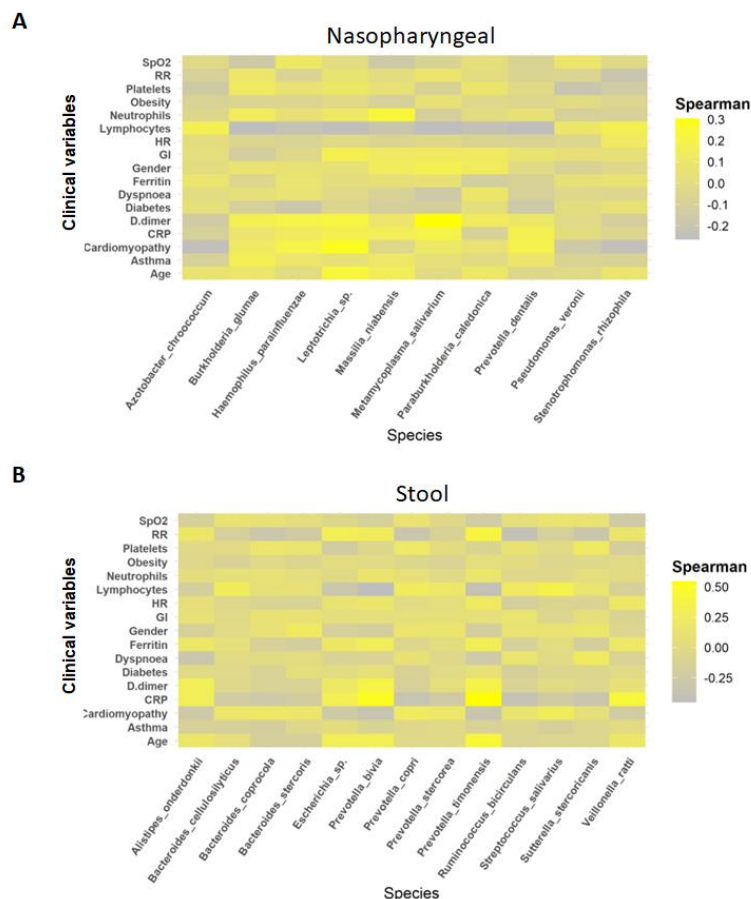 A
Nasopharyngeal
Clinical variables
SpO2
RR
Platelets
Obesity
Neutrophils
Lymphocytes
HR
GI
Gender
Ferritin
Dyspnoea
Diabetes
D.dimer
CRP
Cardiomyopathy
Asthma
Age
Spearman
0.3
0.2
0.1
0.0
-0.1
-0.2
Azotobacter_chroococcum
Burkholderia_glumae
Haemophilus_parainfluenzae
Leptotrichia_sp.
Massilia_niabensis
Metamycoplasma_salivarium
Paraburkholderia_caledonica
Prevotella_dentalis
Pseudomonas_veronii
Stenotrophomonas_rhizophila
Species
B
Stool
Clinical variables
SpO2
RR
Platelets
Obesity
Neutrophils
Lymphocytes
HR
GI
Gender
Ferritin
Dyspnoea
Diabetes
D.dimer
CRP
Cardiomyopathy
Asthma
Age
Spearman
0.50
0.25
0.00
-0.25
Alistipes_onderdonkii
Bacteroides_cellulosilyticus
Bacteroides_coprocola
Bacteroides_stercoris
Escherichia_sp.
Prevotella_bivia
Prevotella_copri
Prevotella_stercorea
Prevotella_timonensis
Ruminococcus_bicirculans
Streptococcus_salivarius
Sutterella_stercoricanis
Veillonella_ratti
Species